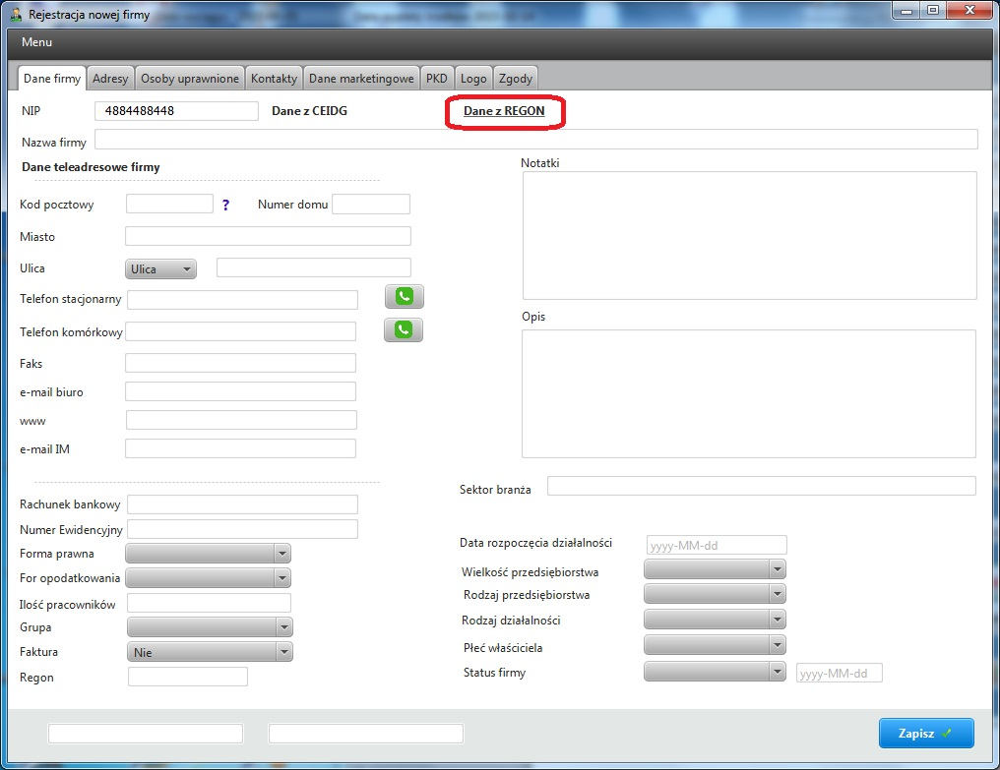 Rejestracja nowej firmy
Menu
Dane firmy Adresy Osoby uprawnione Kontakty Dane marketingowe PKD Logo Zgody
NIP 4884488448 Dane z CEIDG Dane z REGON
Nazwa firmy
Dane teleadresowe firmy
Kod pocztowy ? Numer domu
Miasto
Ulica Ulica
Telefon stacjonarny
Telefon komórkowy
Faks
e-mail biuro
www
e-mail IM
Notatki
Opis
Rachunek bankowy
Numer Ewidencyjny
Forma prawna
For opodatkowania
Ilość pracowników
Grupa
Faktura Nie
Regon
Sektor branża
Data rozpoczęcia działalności yyyy-MM-dd
Wielkość przedsiębiorstwa
Rodzaj przedsiębiorstwa
Rodzaj działalności
Płeć właściciela
Status firmy yyyy-MM-dd
Zapisz